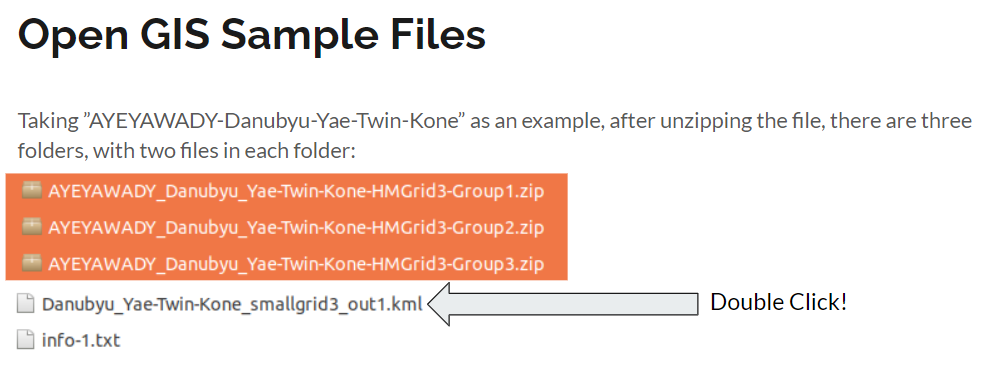 Open GIS Sample Files
Taking ”AYEYAWADY-Danubyu-Yae-Twin-Kone” as an example, after unzipping the file, there are three
folders, with two files in each folder:
AYEYAWADY_Danubyu_Yae-Twin-Kone-HMGrid3-Group1.zip
AYEYAWADY_Danubyu_Yae-Twin-Kone-HMGrid3-Group2.zip
AYEYAWADY_Danubyu_Yae-Twin-Kone-HMGrid3-Group3.zip
Danubyu_Yae-Twin-Kone_smallgrid3_out1.kml
Double Click!
info-1.txt